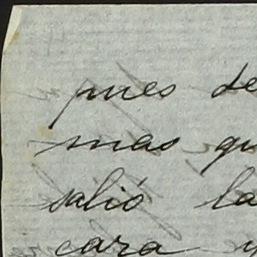 pues de
mas qu
salió la
cara y